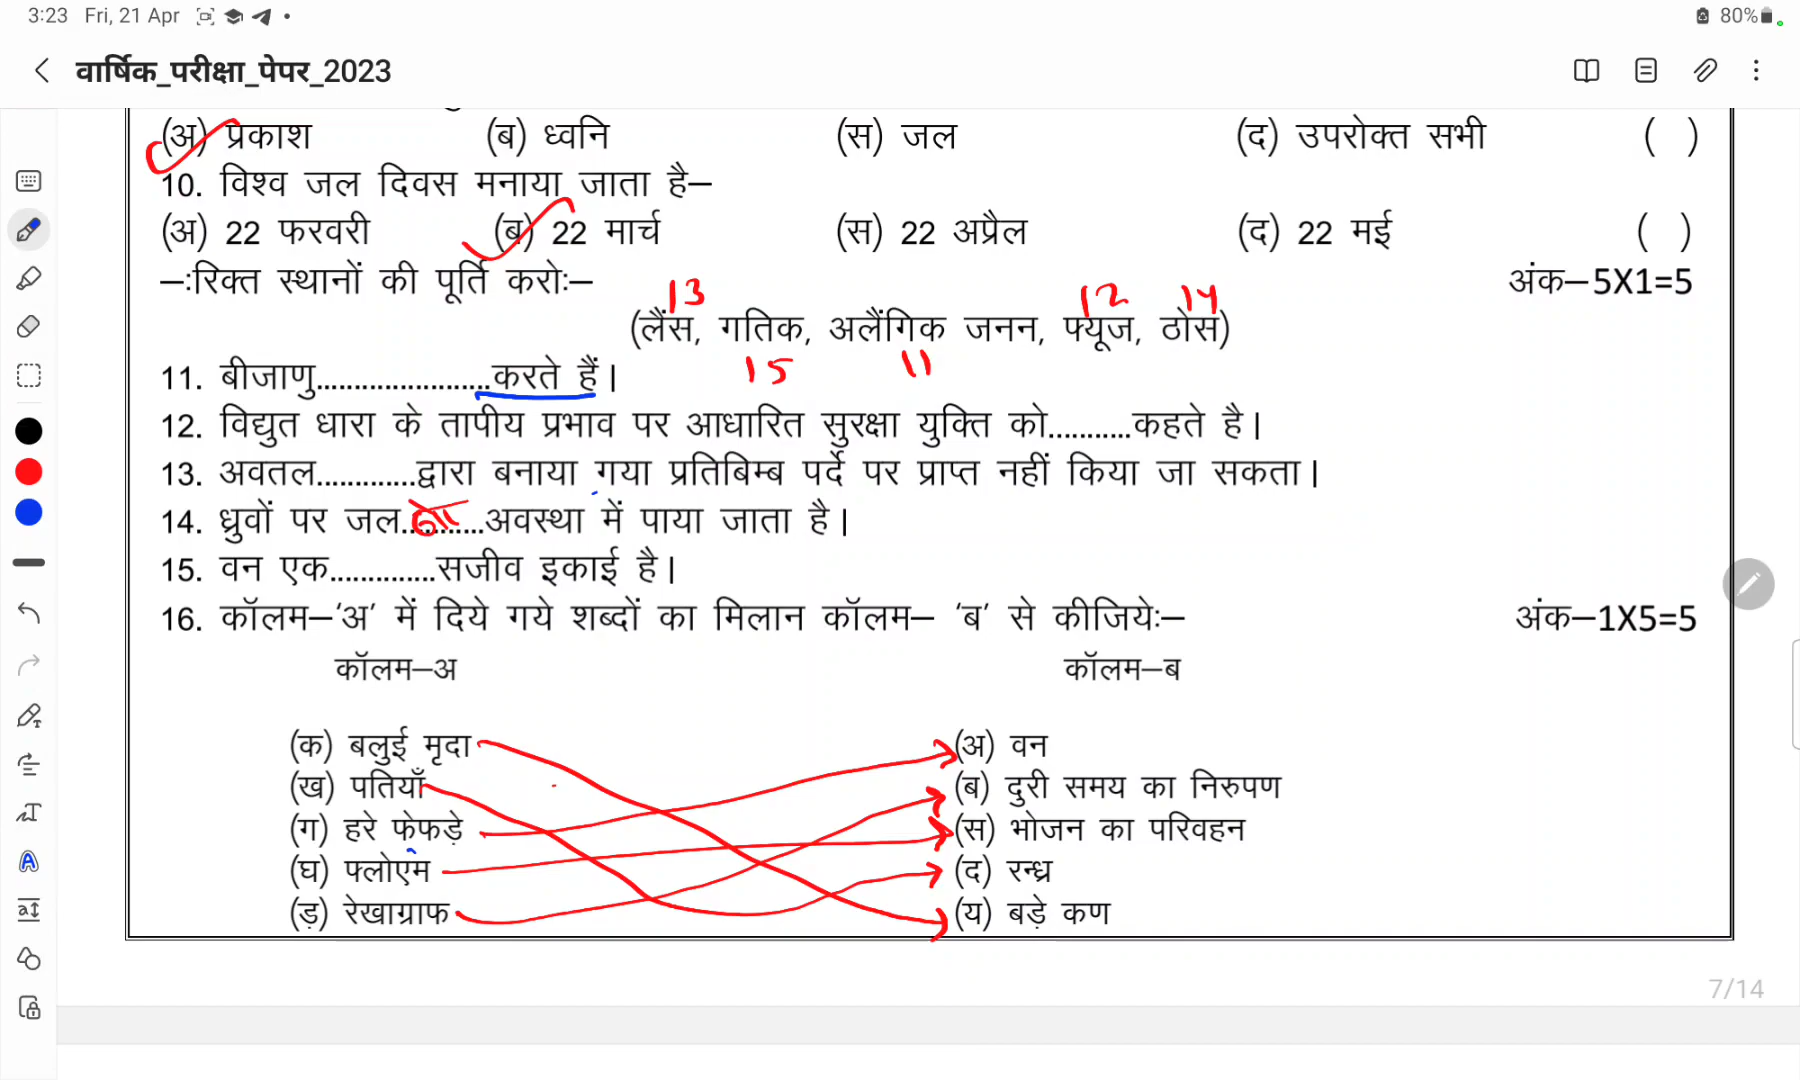 3:23 Fri, 21 Apr 80%
वार्षिक_परीक्षा_पेपर_2023
(अ) प्रकाश (ब) ध्वनि (स) जल (द) उपरोक्त सभी ( )
10. विश्व जल दिवस मनाया जाता है–
(अ) 22 फरवरी (ब) 22 मार्च (स) 22 अप्रैल (द) 22 मई ( )
–:रिक्त स्थानों की पूर्ति करो:– अंक–5X1=5
13 12 14
(लैंस, गतिक, अलैंगिक जनन, फ्यूज, ठोस)
15 11
11. बीजाणु.......................करते हैं।
12. विद्युत धारा के तापीय प्रभाव पर आधारित सुरक्षा युक्ति को...........कहते है।
13. अवतल.............द्वारा बनाया गया प्रतिबिम्ब पर्दे पर प्राप्त नहीं किया जा सकता।
14. ध्रुवों पर जल...........अवस्था में पाया जाता है।
15. वन एक..............सजीव इकाई है।
16. कॉलम–'अ' में दिये गये शब्दों का मिलान कॉलम– 'ब' से कीजिये:– अंक–1X5=5
कॉलम–अ कॉलम–ब
(क) बलुई मृदा (अ) वन
(ख) पतियाँ (ब) दुरी समय का निरुपण
(ग) हरे फेफड़े (स) भोजन का परिवहन
(घ) फ्लोएम (द) रन्ध्र
(ड़) रेखाग्राफ (य) बड़े कण
7/14